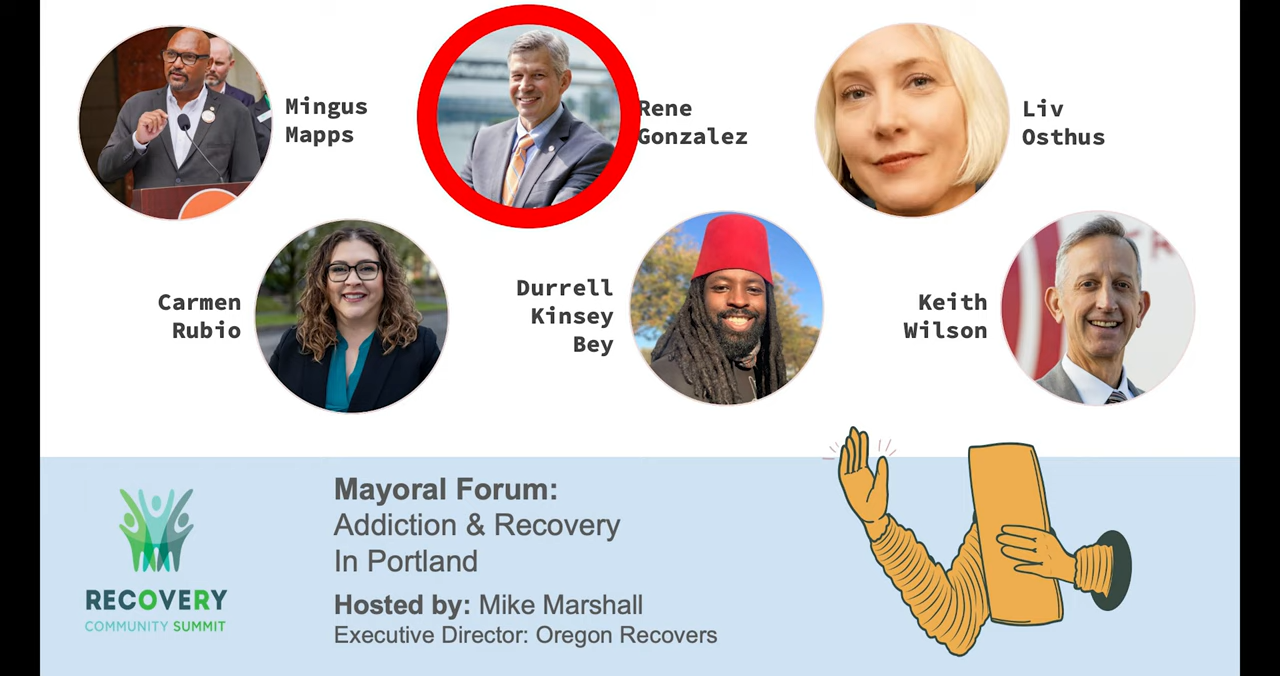 Mingus
Mapps
Rene
Gonzalez
Liv
Osthus
Carmen
Rubio
Durrell
Kinsey
Bey
Keith
Wilson
Mayoral Forum:
Addiction & Recovery
In Portland
Hosted by: Mike Marshall
Executive Director: Oregon Recovers
RECOVERY
COMMUNITY SUMMIT